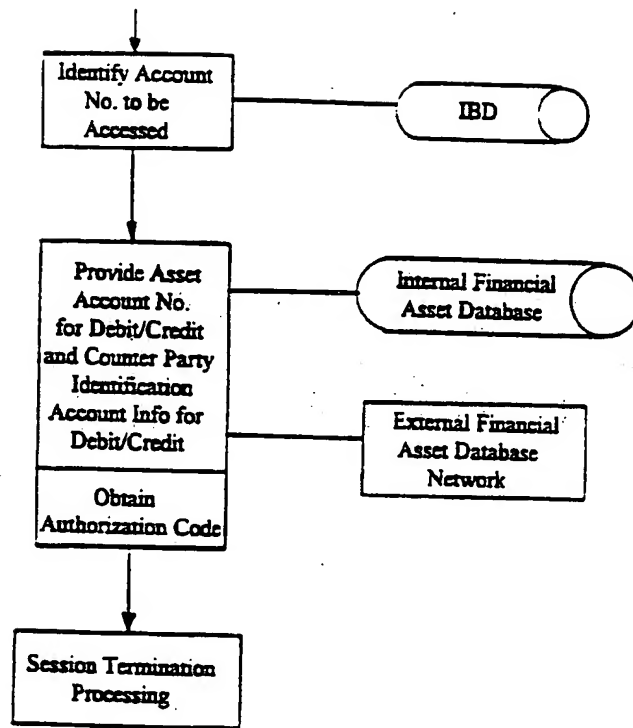 Identify Account
No. to be
Accessed
IBD
Provide Asset
Account No.
for Debit/Credit
and Counter Party
Identification
Account Info for
Debit/Credit
Internal Financial
Asset Database
External Financial
Asset Database
Network
Obtain
Authorization Code
Session Termination
Processing